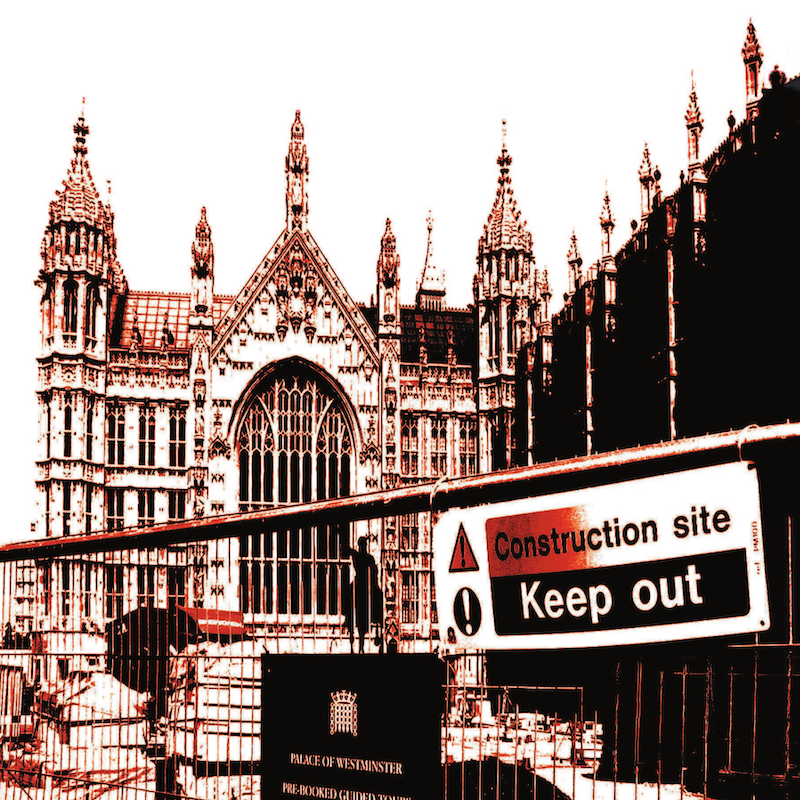 Construction site
Keep out
PALACE OF WESTMINSTER
PRE-BOOKED GUIDED TOURS